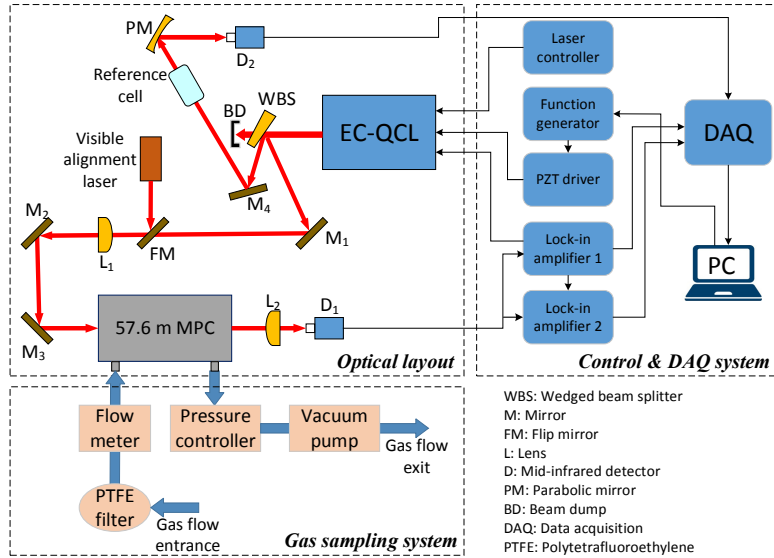 PM
D2
Reference
cell
WBS
BD
EC-QCL
Visible
alignment
laser
M4
M2
L1
FM
M1
57.6 m MPC
L2
D1
M3
Optical layout
Laser
controller
Function
generator
DAQ
PZT driver
Lock-in
amplifier 1
PC
Lock-in
amplifier 2
Control & DAQ system
Flow
meter
Pressure
controller
Vacuum
pump
Gas flow
exit
PTFE
filter
Gas flow
entrance
Gas sampling system
WBS: Wedged beam splitter
M: Mirror
FM: Flip mirror
L: Lens
D: Mid-infrared detector
PM: Parabolic mirror
BD: Beam dump
DAQ: Data acquisition
PTFE: Polytetrafluoroethylene